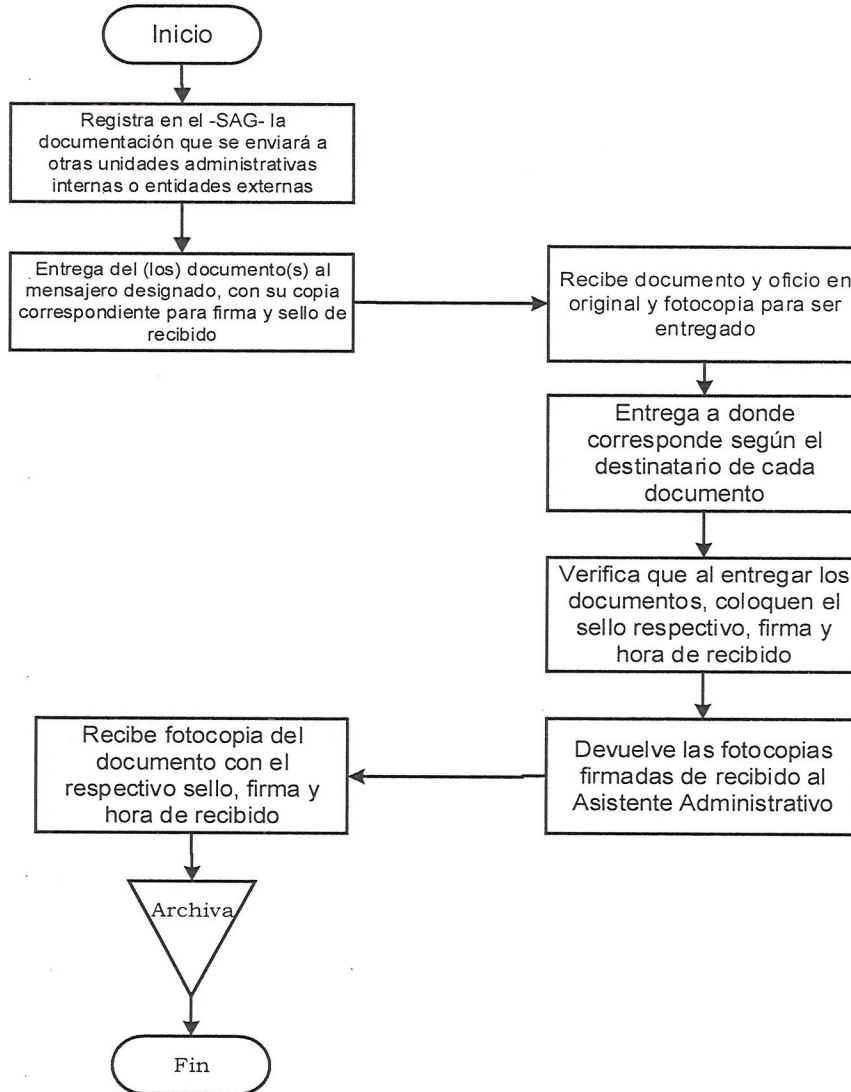 Inicio
Registra en el -SAG- la
documentación que se enviará a
otras unidades administrativas
internas o entidades externas
Entrega del (los) documento(s) al
mensajero designado, con su copia
correspondiente para firma y sello de
recibido
Recibe documento y oficio en
original y fotocopia para ser
entregado
Entrega a donde
corresponde según el
destinatario de cada
documento
Verifica que al entregar los
documentos, coloquen el
sello respectivo, firma y
hora de recibido
Devuelve las fotocopias
firmadas de recibido al
Asistente Administrativo
Recibe fotocopia del
documento con el
respectivo sello, firma y
hora de recibido
Archiva
Fin